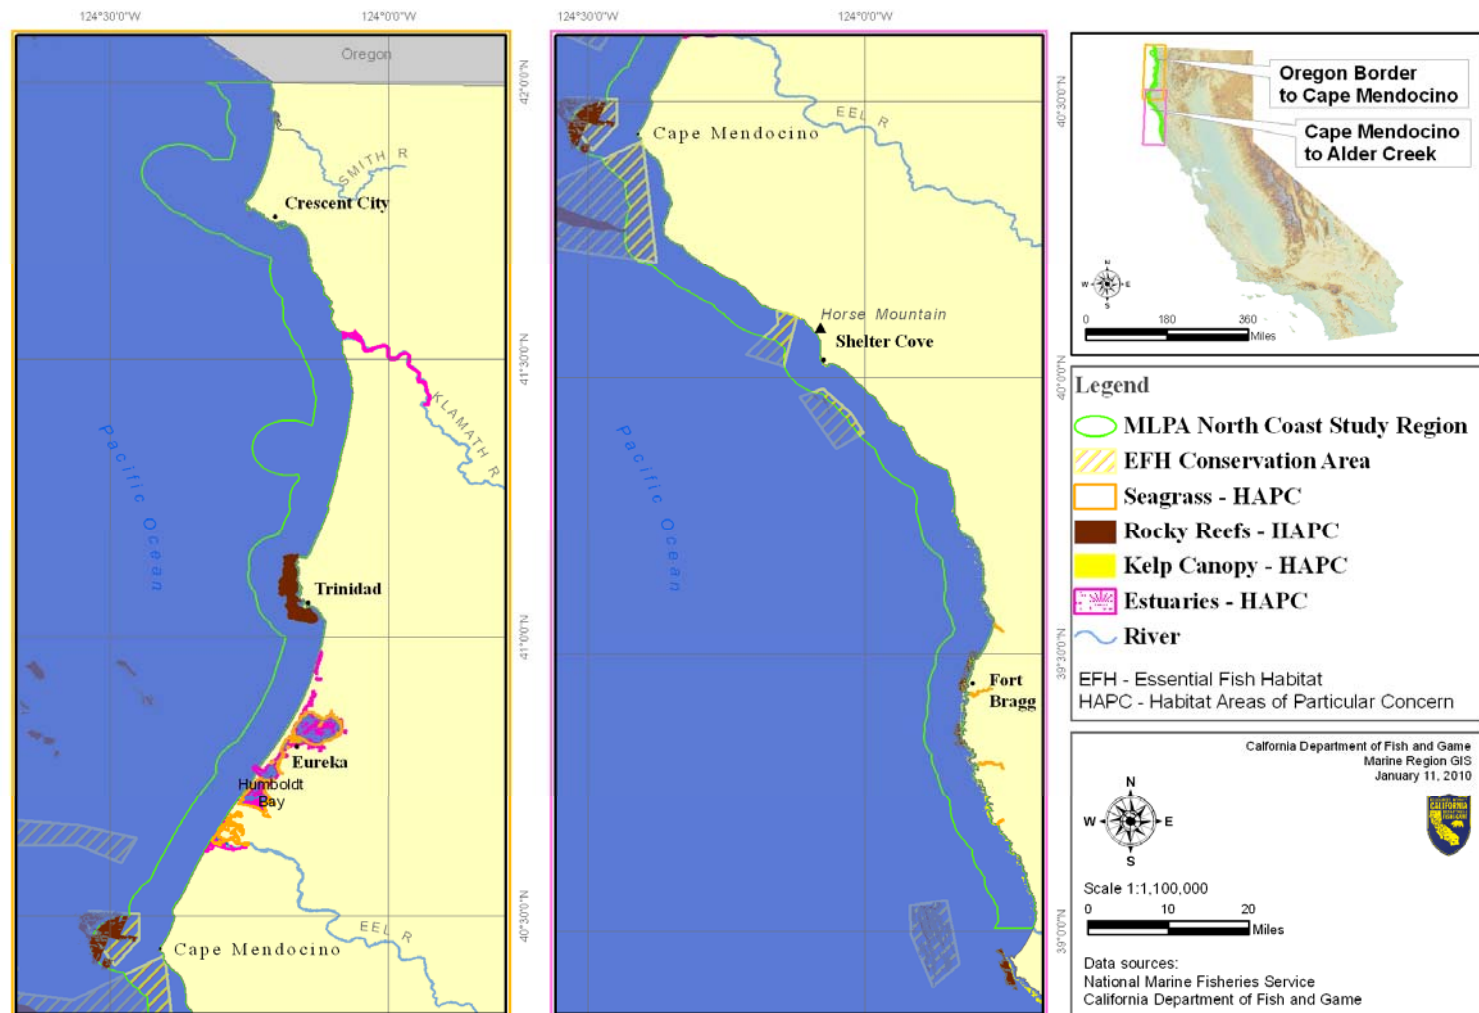 124°30'0"W
124°0'0"W
Oregon
42°0'0"N
SMITH R
Crescent City
41°30'0"N
KLAMATH R
Pacific Ocean
Trinidad
41°0'0"N
Eureka
Humboldt
Bay
40°30'0"N
EEL R
Cape Mendocino
124°30'0"W
124°0'0"W
40°30'0"N
EEL R
Cape Mendocino
Horse Mountain
Shelter Cove
40°0'0"N
Pacific Ocean
39°30'0"N
Fort
Bragg
39°0'0"N
Oregon Border
to Cape Mendocino
Cape Mendocino
to Alder Creek
N
W
E
S
0
180
360
Miles
Legend
MLPA North Coast Study Region
EFH Conservation Area
Seagrass - HAPC
Rocky Reefs - HAPC
Kelp Canopy - HAPC
Estuaries - HAPC
River
EFH - Essential Fish Habitat
HAPC - Habitat Areas of Particular Concern
Calfornia Department of Fish and Game
Marine Region GIS
January 11, 2010
N
W
E
S
CALIFORNIA
Scale 1:1,100,000
0
10
20
Miles
Data sources:
National Marine Fisheries Service
California Department of Fish and Game